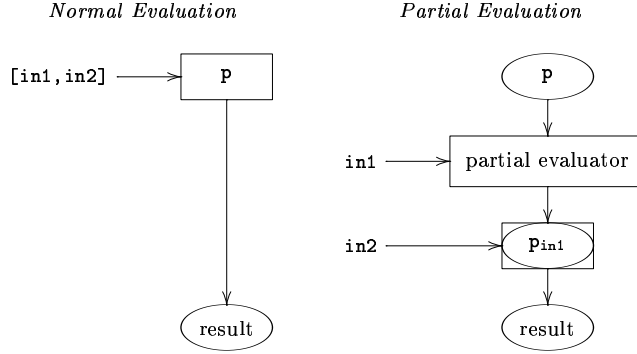 Normal Evaluation
Partial Evaluation
[in1,in2]
p
p
in1
partial evaluator
in2
pin1
result
result